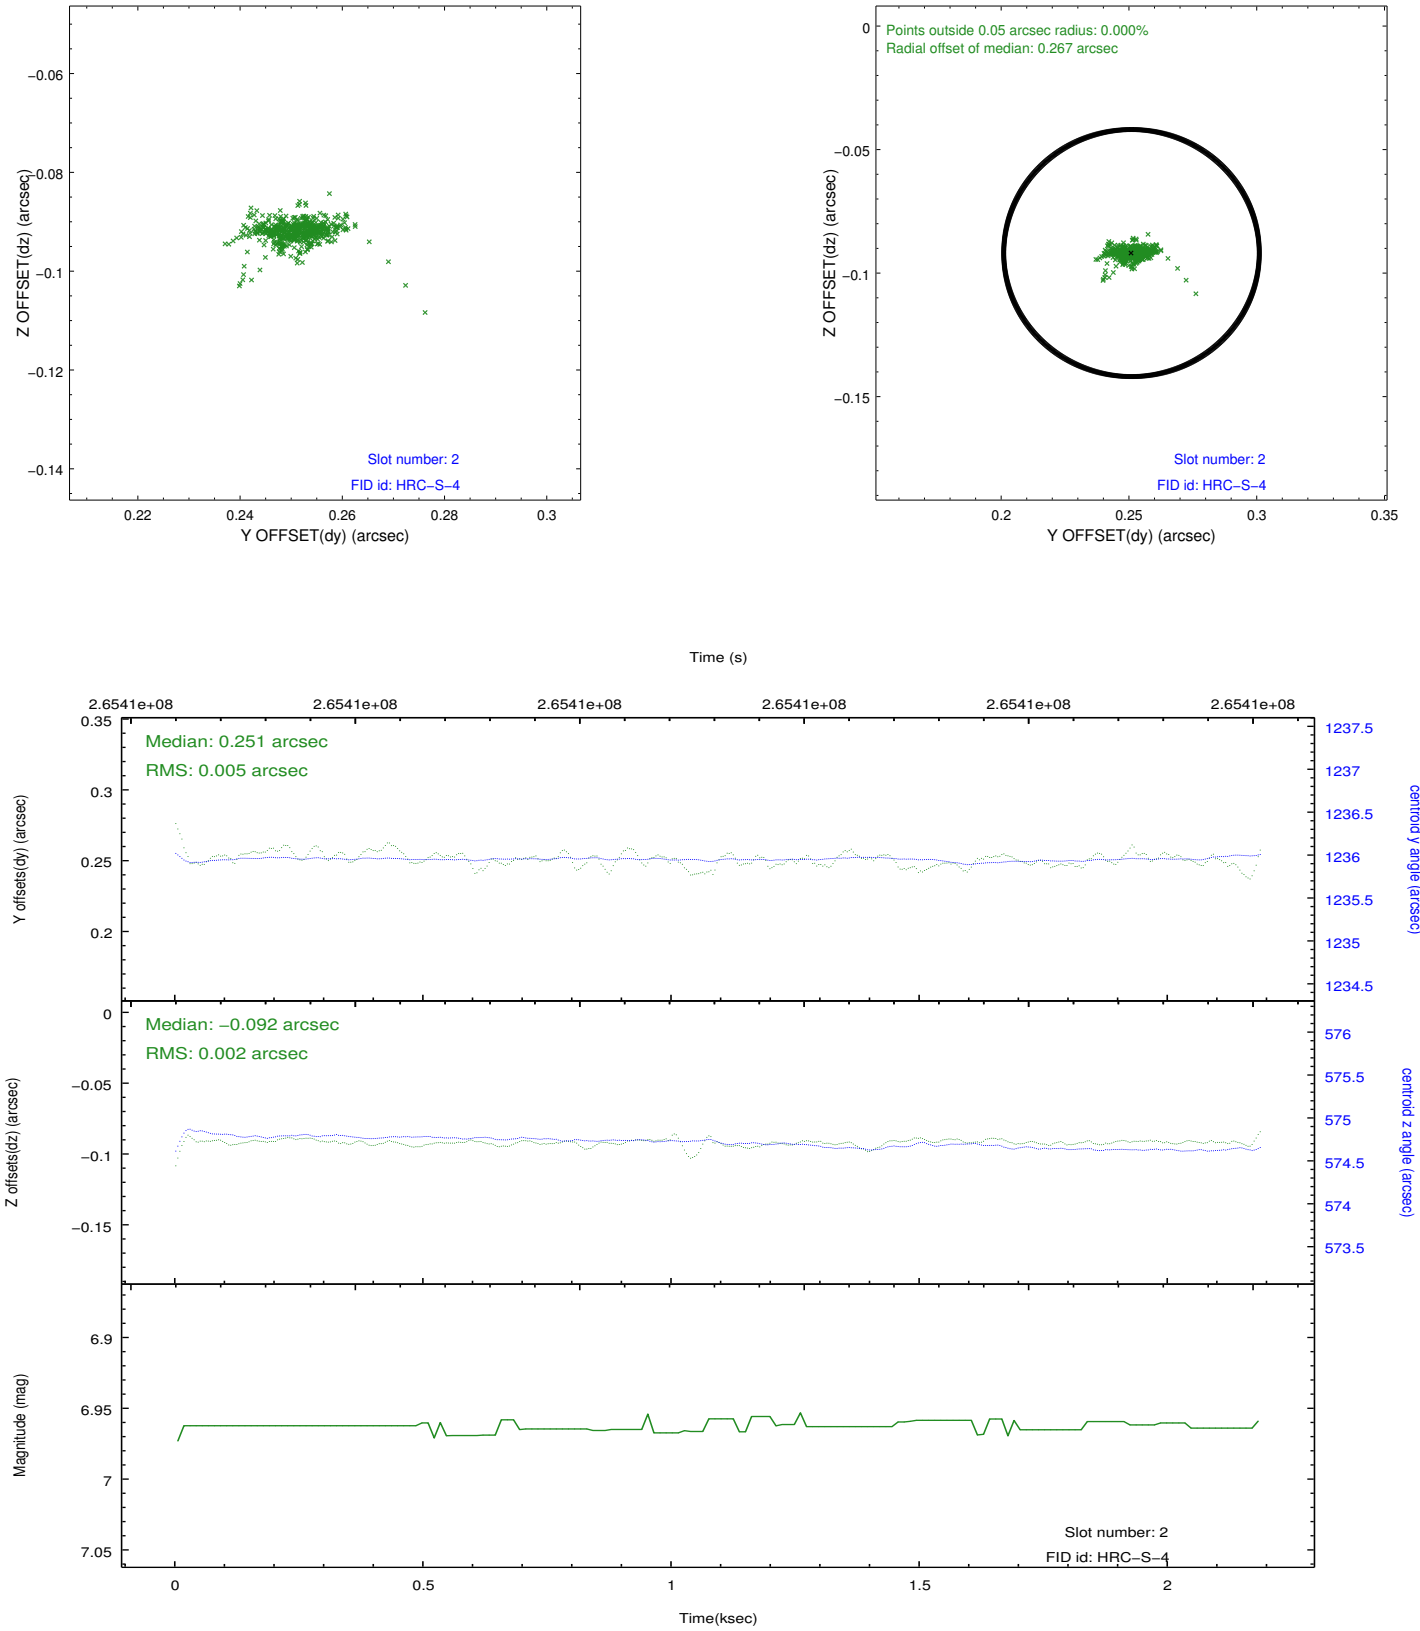 −0.06
−0.08
−0.1
−0.12
−0.14
Z OFFSET(dz) (arcsec)
Slot number: 2
FID id: HRC−S−4
0.22 0.24 0.26 0.28 0.3
Y OFFSET(dy) (arcsec)
Points outside 0.05 arcsec radius: 0.000%
Radial offset of median: 0.267 arcsec
0
−0.05
−0.1
−0.15
Z OFFSET(dz) (arcsec)
Slot number: 2
FID id: HRC−S−4
0.2 0.25 0.3 0.35
Y OFFSET(dy) (arcsec)
Time (s)
2.6541e+08 2.6541e+08 2.6541e+08 2.6541e+08 2.6541e+08 2.6541e+08
Median: 0.251 arcsec
RMS: 0.005 arcsec
0.35
0.3
0.25
0.2
Y offsets(dy) (arcsec)
1237.5
1237
1236.5
1236
1235.5
1235
1234.5
centroid y angle (arcsec)
Median: −0.092 arcsec
RMS: 0.002 arcsec
0
−0.05
−0.1
−0.15
Z offsets(dz) (arcsec)
576
575.5
575
574.5
574
573.5
centroid z angle (arcsec)
6.9
6.95
7
7.05
Magnitude (mag)
Slot number: 2
FID id: HRC−S−4
0 0.5 1 1.5 2
Time(ksec)